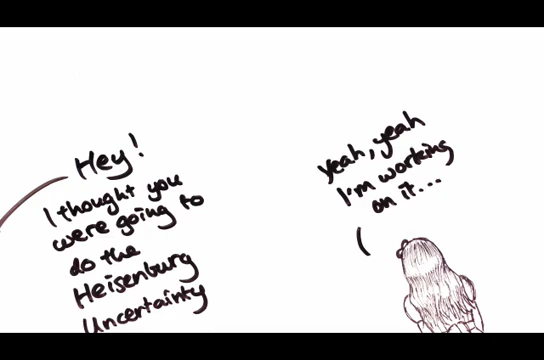 Hey!
I thought you
were going to
do the
Heisenburg
Uncertainty
Yeah, yeah
I'm working
on it...